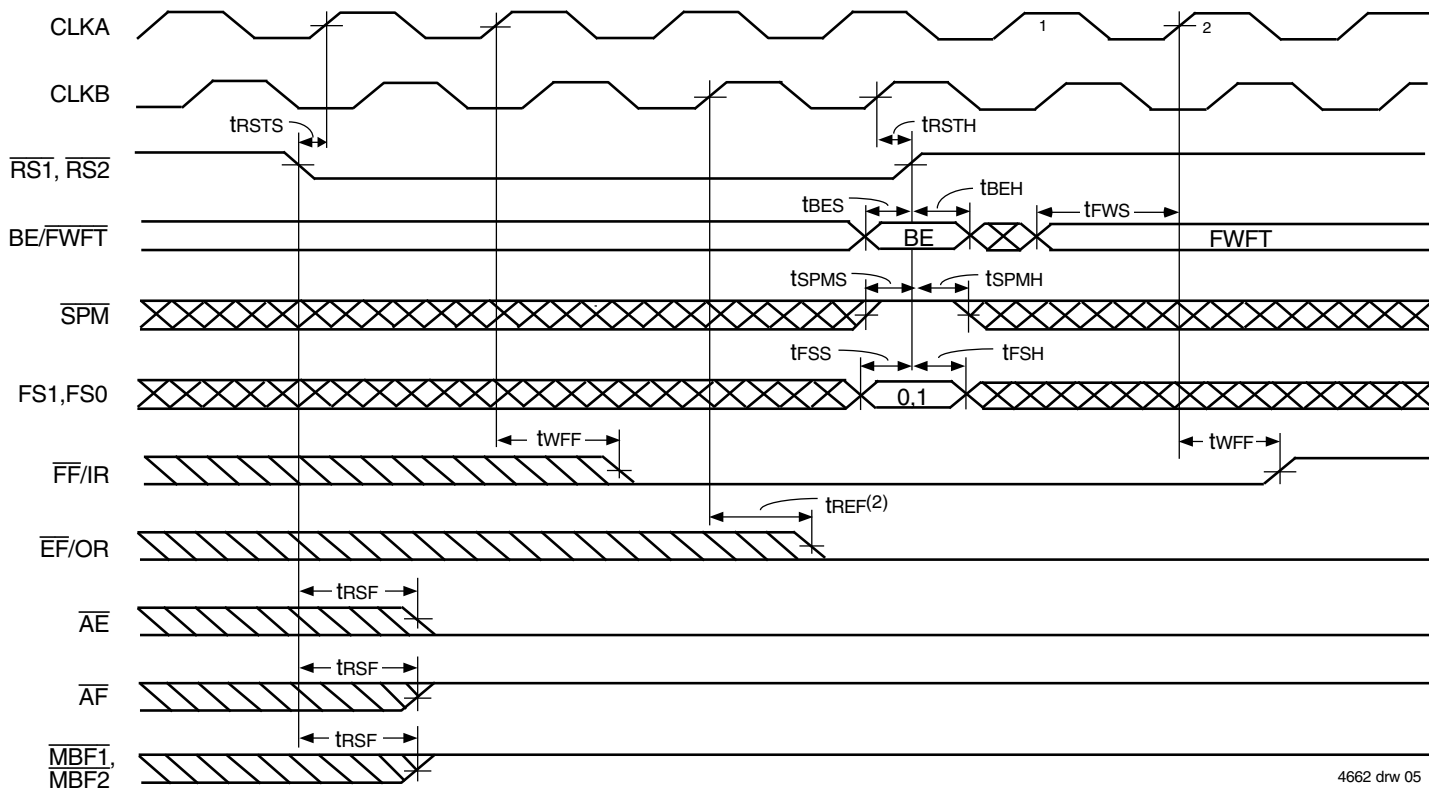 CLKA
1
2
CLKB
tRSTS
tRSTH
RS1, RS2
tBES
tBEH
tFWS
BE/FWFT
BE
FWFT
tSPMS
tSPMH
SPM
tFSS
tFSH
FS1,FS0
0,1
tWFF
tWFF
FF/IR
tREF(2)
EF/OR
tRSF
AE
tRSF
AF
tRSF
MBF1,
MBF2
4662 drw 05